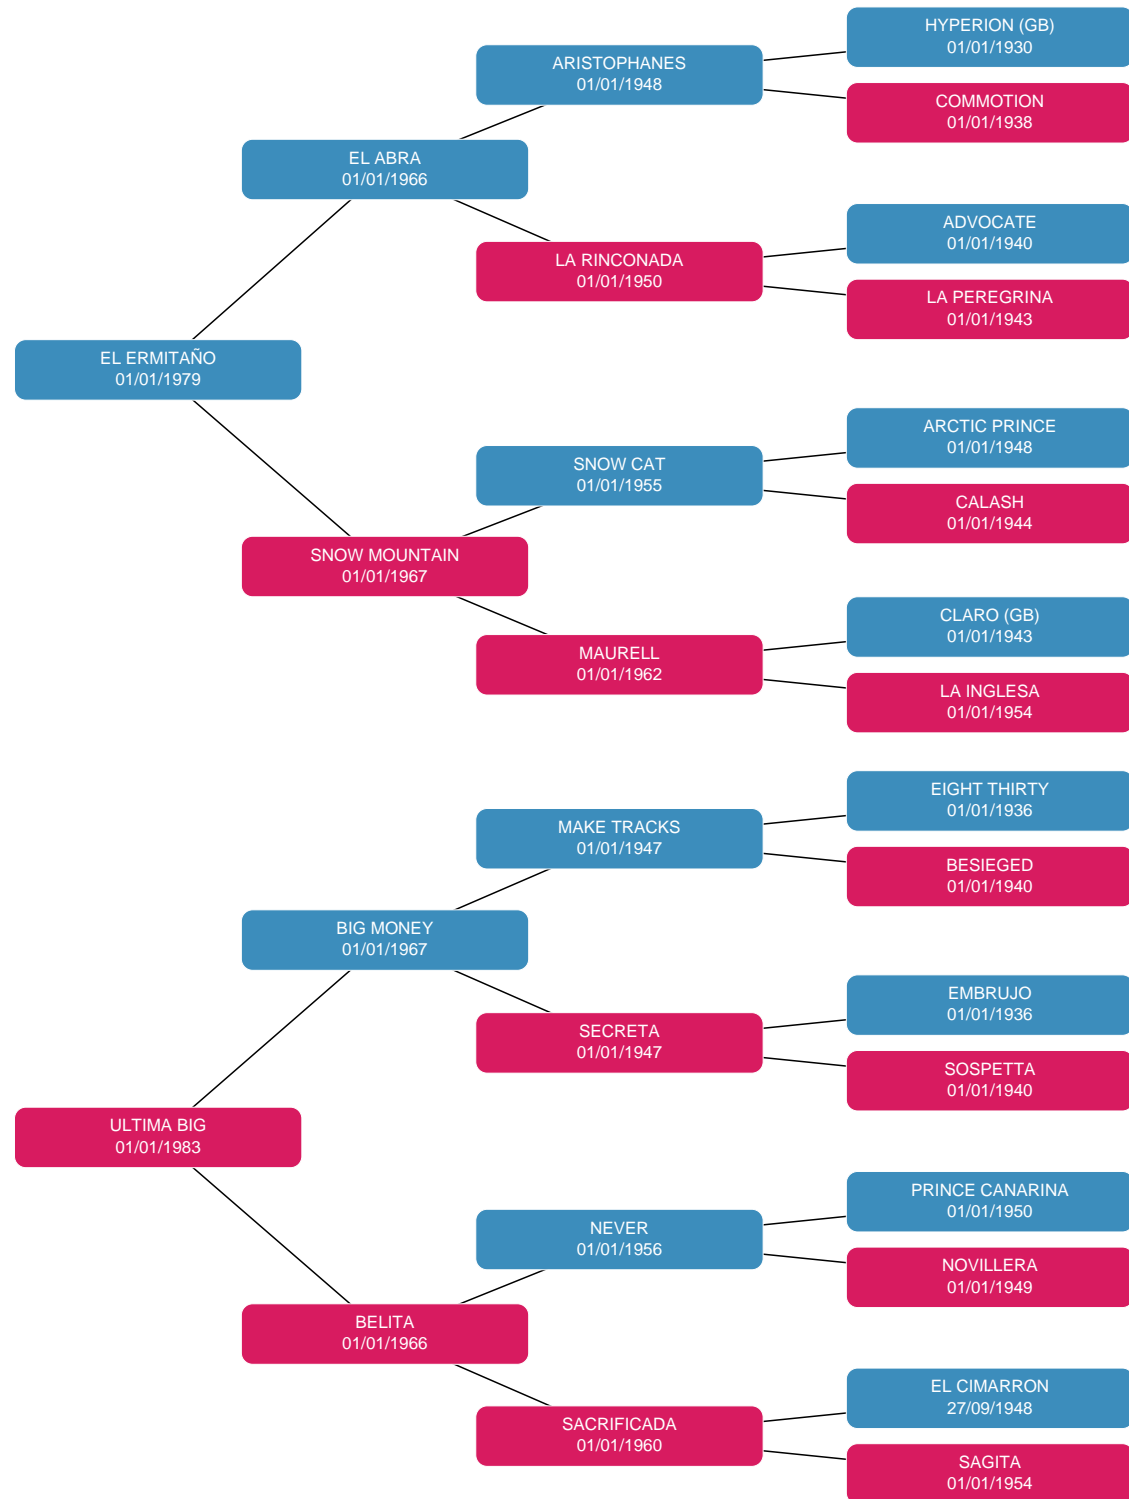 HYPERION (GB)
01/01/1930
ARISTOPHANES
01/01/1948
COMMOTION
01/01/1938
EL ABRA
01/01/1966
ADVOCATE
01/01/1940
LA RINCONADA
01/01/1950
LA PEREGRINA
01/01/1943
EL ERMITAÑO
01/01/1979
ARCTIC PRINCE
01/01/1948
SNOW CAT
01/01/1955
CALASH
01/01/1944
SNOW MOUNTAIN
01/01/1967
CLARO (GB)
01/01/1943
MAURELL
01/01/1962
LA INGLESA
01/01/1954
EIGHT THIRTY
01/01/1936
MAKE TRACKS
01/01/1947
BESIEGED
01/01/1940
BIG MONEY
01/01/1967
EMBRUJO
01/01/1936
SECRETA
01/01/1947
SOSPETTA
01/01/1940
ULTIMA BIG
01/01/1983
PRINCE CANARINA
01/01/1950
NEVER
01/01/1956
NOVILLERA
01/01/1949
BELITA
01/01/1966
EL CIMARRON
27/09/1948
SACRIFICADA
01/01/1960
SAGITA
01/01/1954